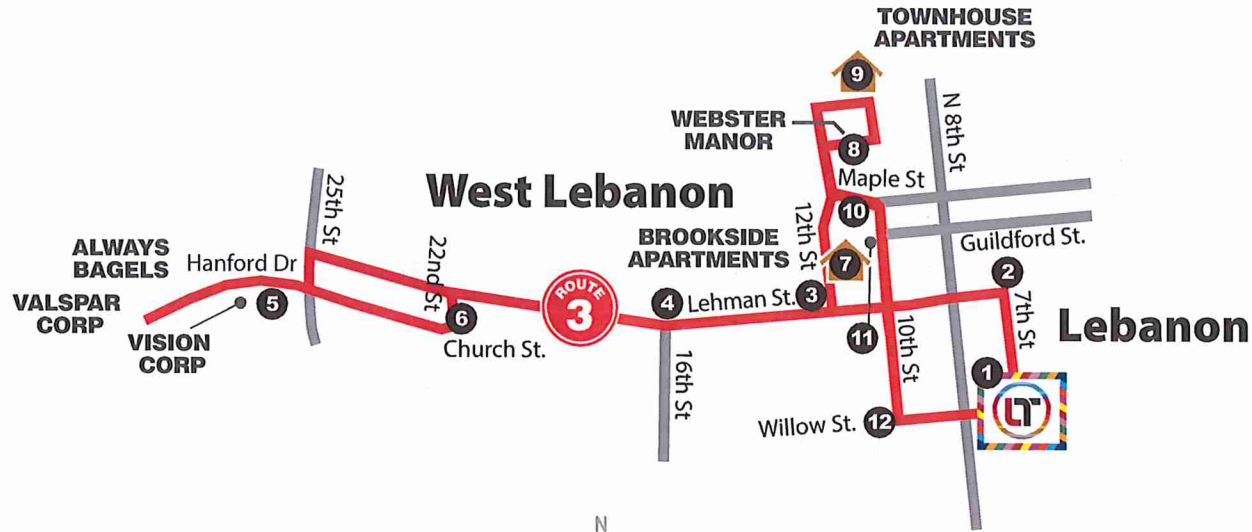 TOWNHOUSE
APARTMENTS
9
N 8th St
WEBSTER
MANOR
8
Maple St
25th St
West Lebanon
10
12th St
Guildford St.
22nd St
BROOKSIDE
APARTMENTS
7
2
ALWAYS
BAGELS
Hanford Dr
ROUTE
3
4
Lehman St.
3
7th St
VALSPAR
CORP
5
6
11
10th St
Lebanon
VISION
CORP
Church St.
16th St
1
LT
Willow St.
12
N